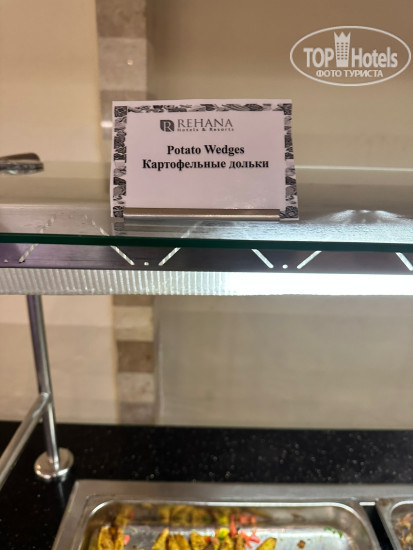 TOP Hotels
ФОТО ТУРИСТА
R REHANA
Hotels & Resorts
Potato Wedges
Картофельные дольки